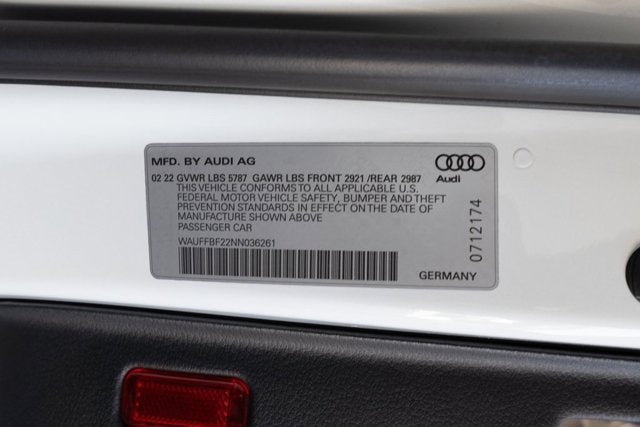 MFD. BY AUDI AG
Audi
02 22 GVWR LBS 5787 GAWR LBS FRONT 2921 /REAR 2987
THIS VEHICLE CONFORMS TO ALL APPLICABLE U.S.
FEDERAL MOTOR VEHICLE SAFETY, BUMPER AND THEFT
PREVENTION STANDARDS IN EFFECT ON THE DATE OF
MANUFACTURE SHOWN ABOVE
PASSENGER CAR
WAUFFBF22NN036261
0712174
GERMANY